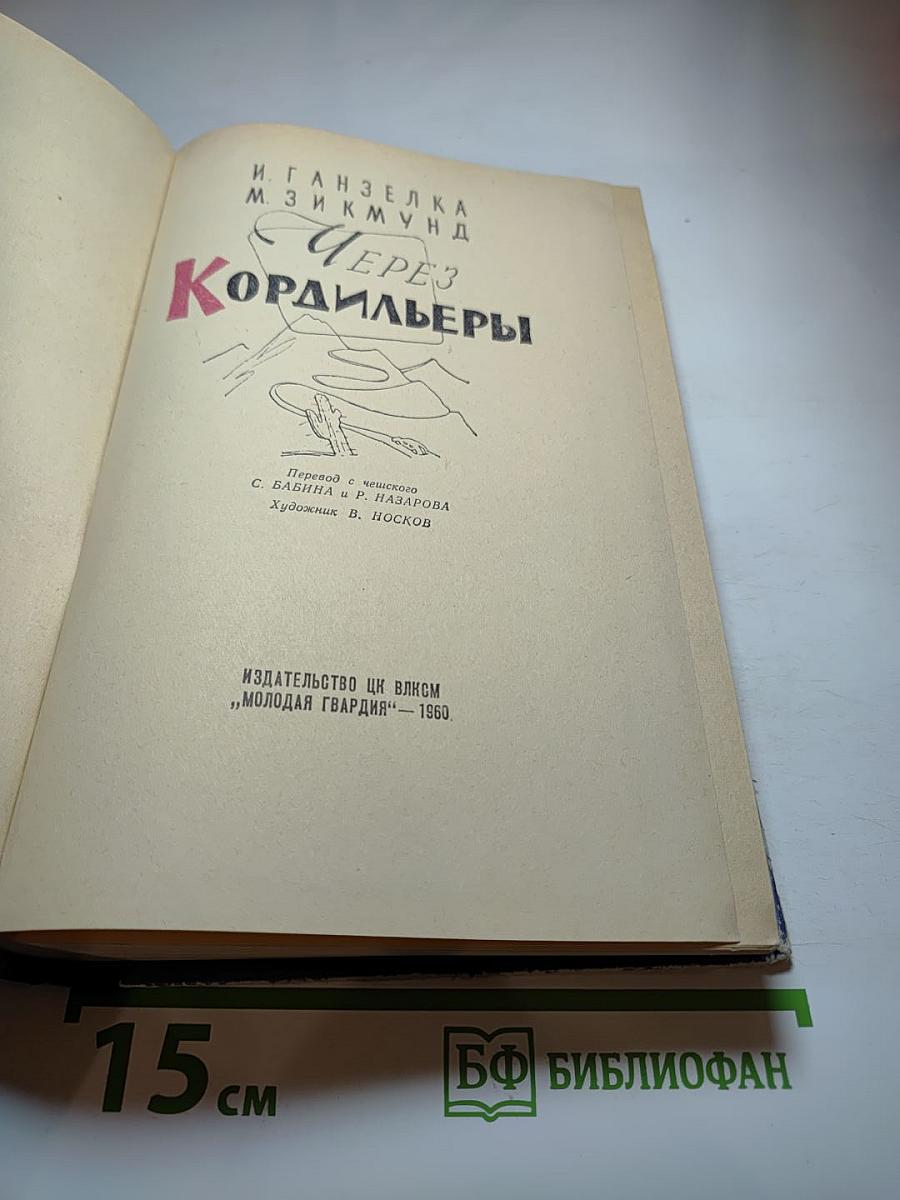 И. ГАНЗЕЛКА
М. ЗИКМУНД
ЧЕРЕЗ
КОРДИЛЬЕРЫ
Перевод с чешского
С. БАБИНА и Р. НАЗАРОВА
Художник В. НОСКОВ
ИЗДАТЕЛЬСТВО ЦК ВЛКСМ
„МОЛОДАЯ ГВАРДИЯ“ — 1960.
15 см
БФ БИБЛИОФАН